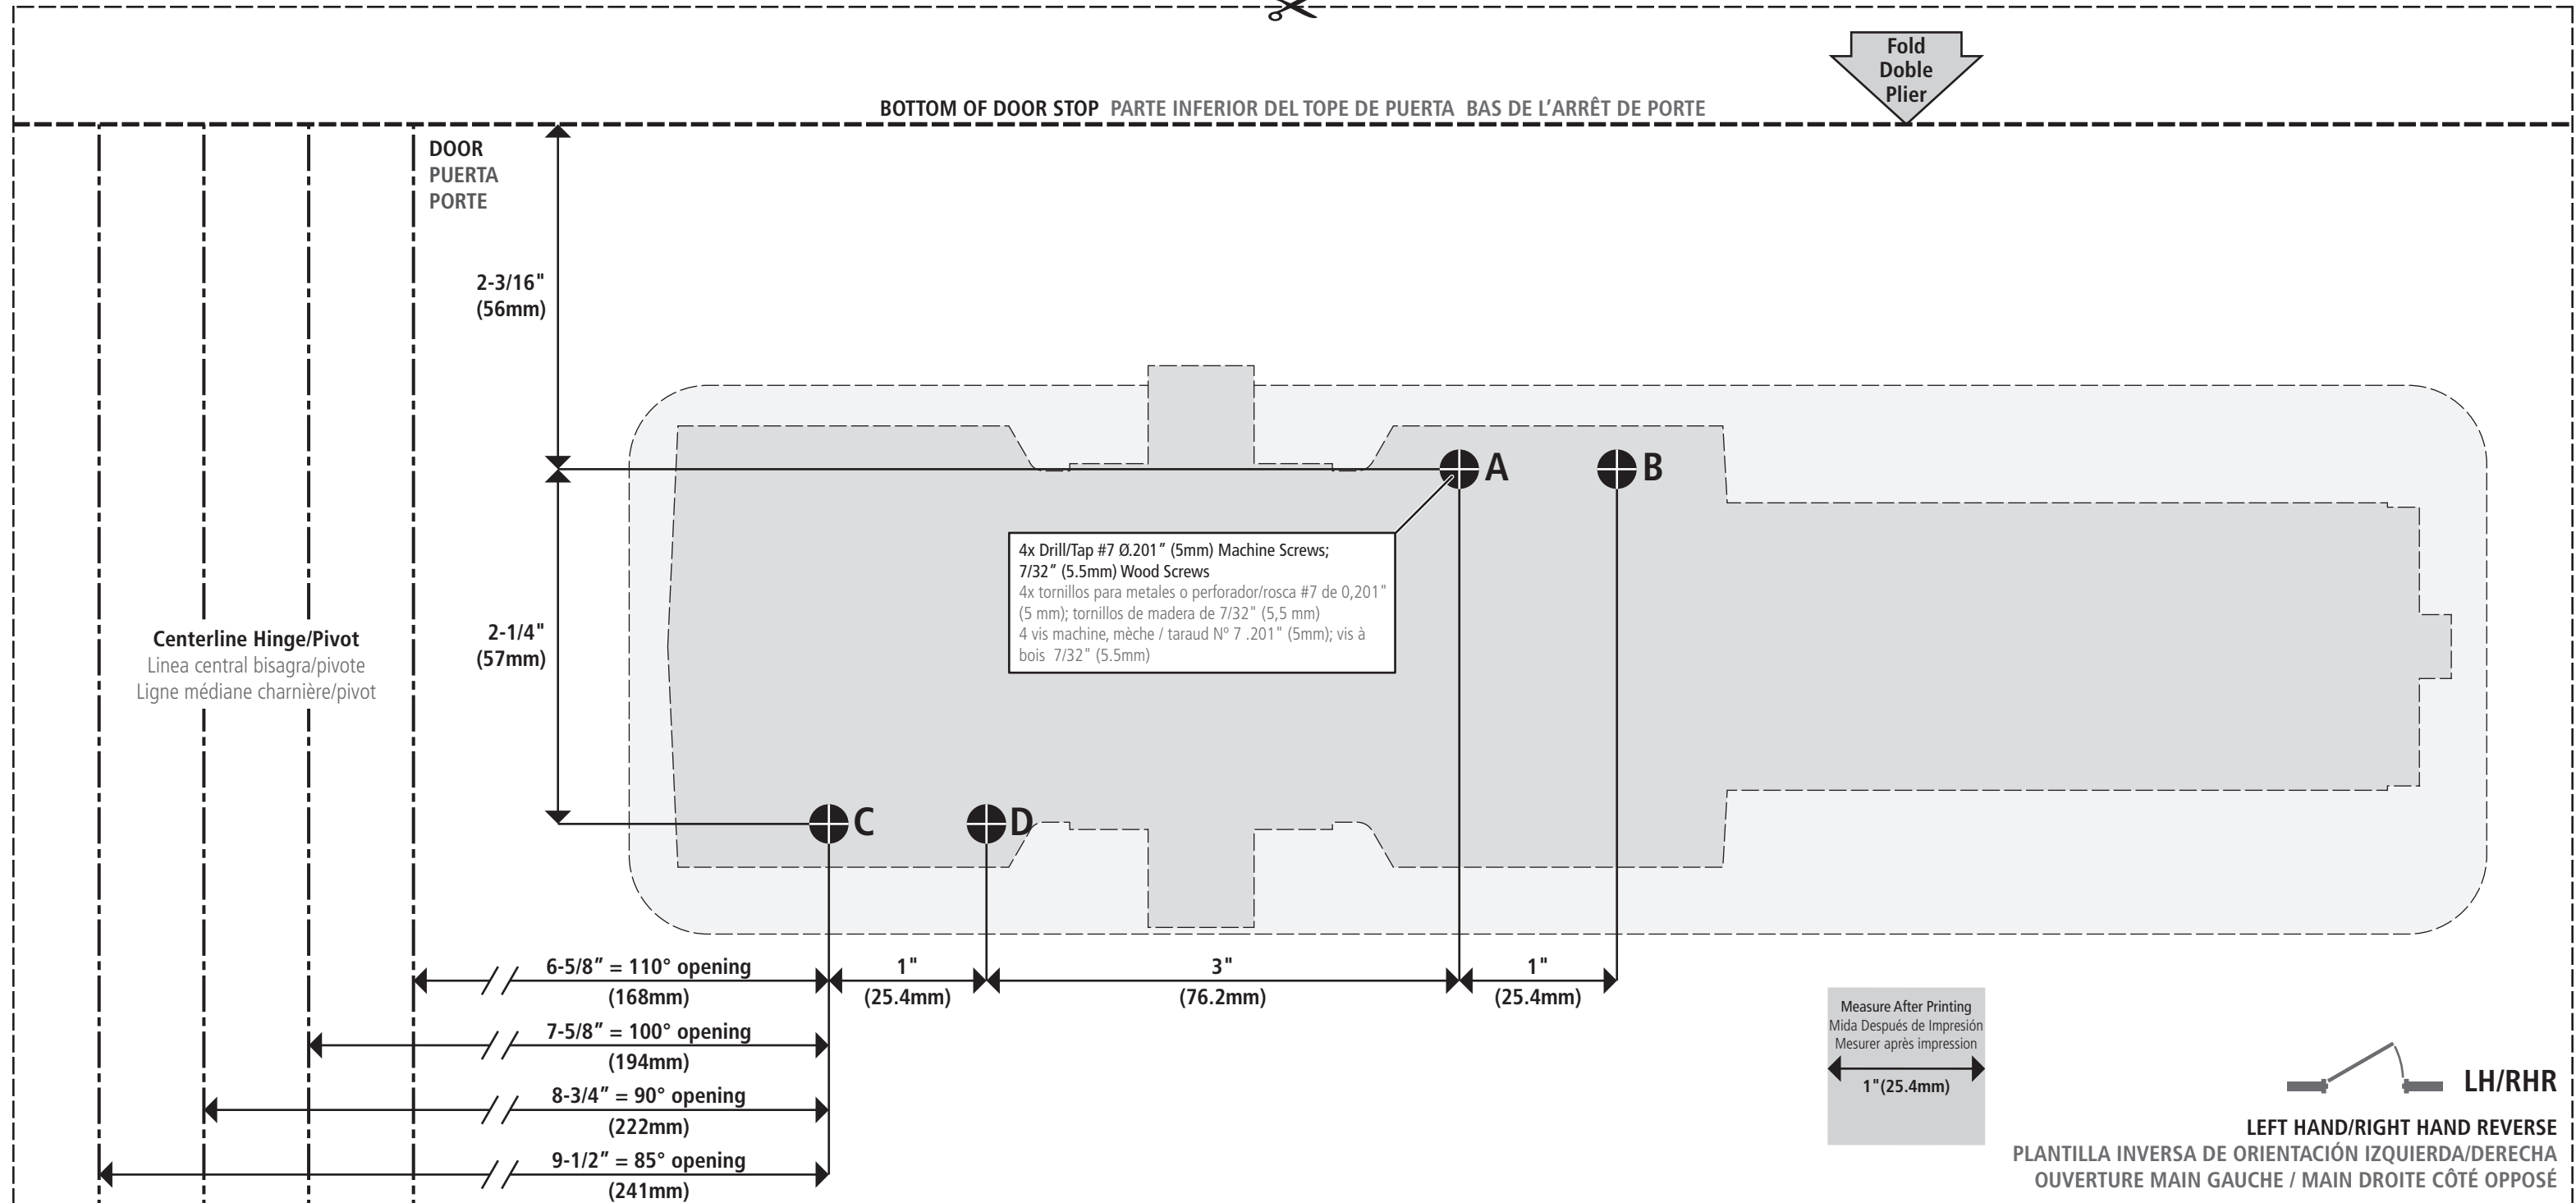 Fold
Doble
Plier
BOTTOM OF DOOR STOP PARTE INFERIOR DEL TOPE DE PUERTA BAS DE L'ARRÊT DE PORTE
DOOR
PUERTA
PORTE
2-3/16"
(56mm)
A
B
4x Drill/Tap #7 Ø.201" (5mm) Machine Screws;
7/32" (5.5mm) Wood Screws
4x tornillos para metales o perforador/rosca #7 de 0,201"
(5 mm); tornillos de madera de 7/32" (5,5 mm)
4 vis machine, mèche / taraud Nº 7 .201" (5mm); vis à
bois 7/32" (5.5mm)
Centerline Hinge/Pivot
Linea central bisagra/pivote
Ligne médiane charnière/pivot
2-1/4"
(57mm)
C
D
6-5/8" = 110° opening
(168mm)
1"
(25.4mm)
3"
(76.2mm)
1"
(25.4mm)
7-5/8" = 100° opening
(194mm)
8-3/4" = 90° opening
(222mm)
9-1/2" = 85° opening
(241mm)
Measure After Printing
Mida Después de Impresión
Mesurer après impression
1"(25.4mm)
LH/RHR
LEFT HAND/RIGHT HAND REVERSE
PLANTILLA INVERSA DE ORIENTACIÓN IZQUIERDA/DERECHA
OUVERTURE MAIN GAUCHE / MAIN DROITE CÔTÉ OPPOSÉ